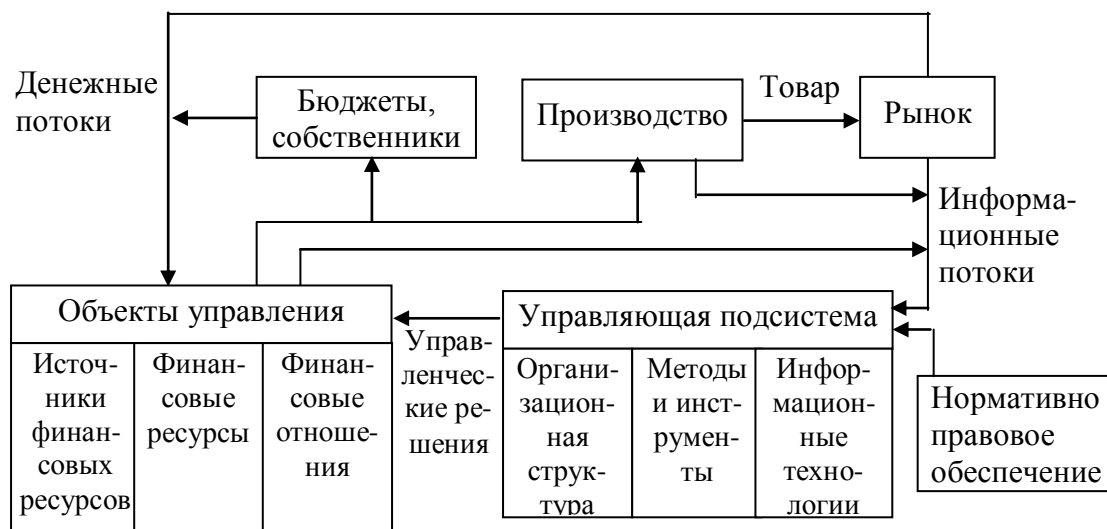 Денежные
потоки
Бюджеты,
собственники
Производство
Товар
Рынок
Информа-
ционные
потоки
Объекты управления
Источ-
ники
финан-
совых
ресурсов
Финан-
совые
ресурсы
Финан-
совые
отноше-
ния
Управ-
ленчес-
кие ре-
шения
Управляющая подсистема
Органи-
зацион-
ная
струк-
тура
Методы
и инст-
румен-
ты
Инфор-
мацион-
ные
техно-
логии
Нормативно
правовое
обеспечение